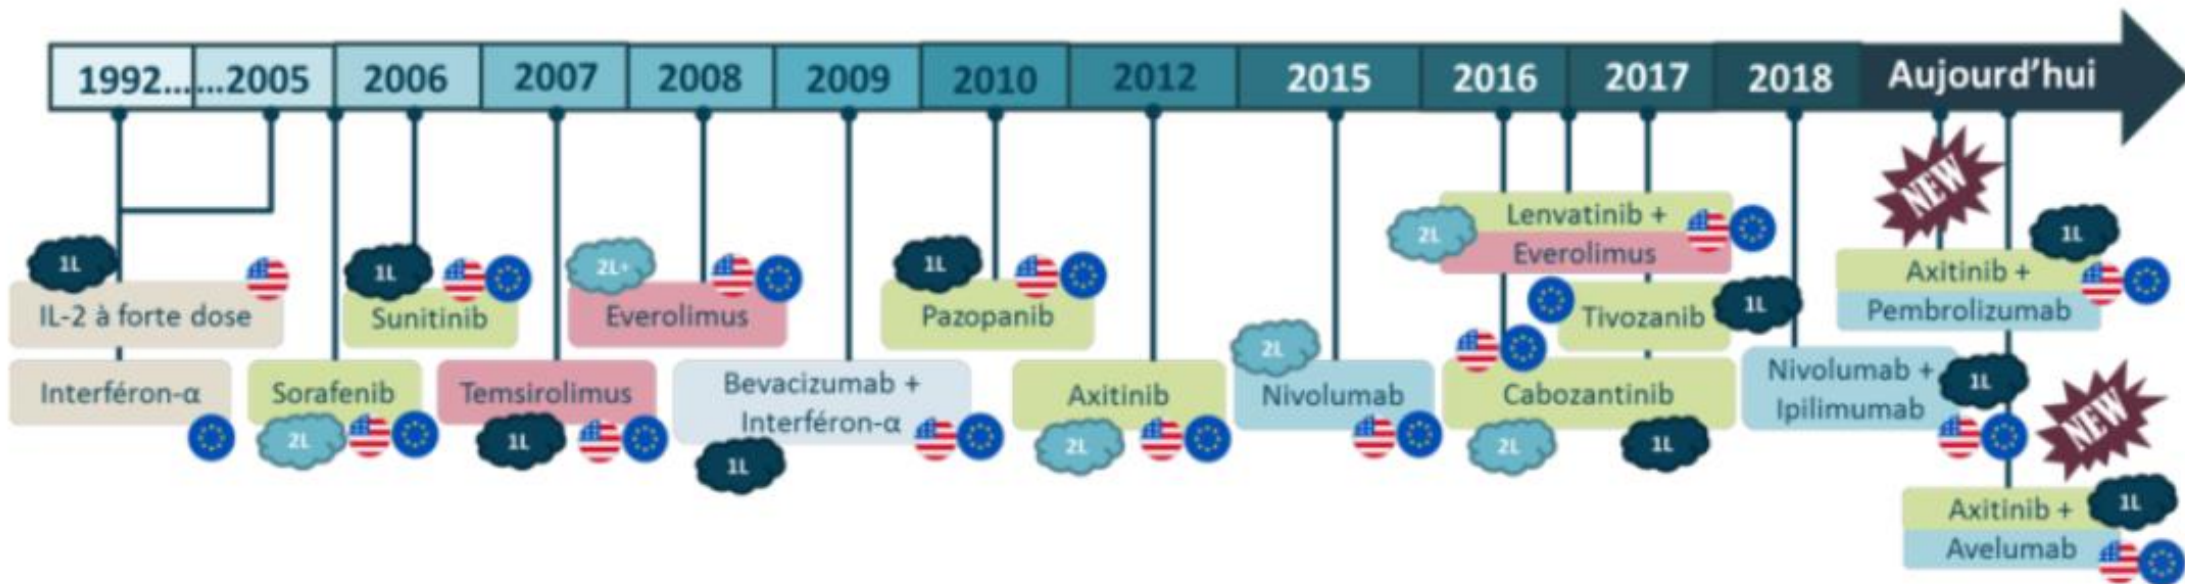 1992...
...2005
2006
2007
2008
2009
2010
2012
2015
2016
2017
2018
Aujourd'hui
1L
IL-2 à forte dose
Interféron-α
Sorafenib
2L
1L
Sunitinib
Temsirolimus
1L
2L+
Everolimus
Bevacizumab +
Interféron-α
1L
1L
Pazopanib
Axitinib
2L
2L
Nivolumab
2L
Lenvatinib +
Everolimus
Tivozanib
1L
Cabozantinib
2L
1L
Nivolumab +
Ipilimumab
1L
NEW
1L
Axitinib +
Pembrolizumab
NEW
Axitinib +
Avelumab
1L